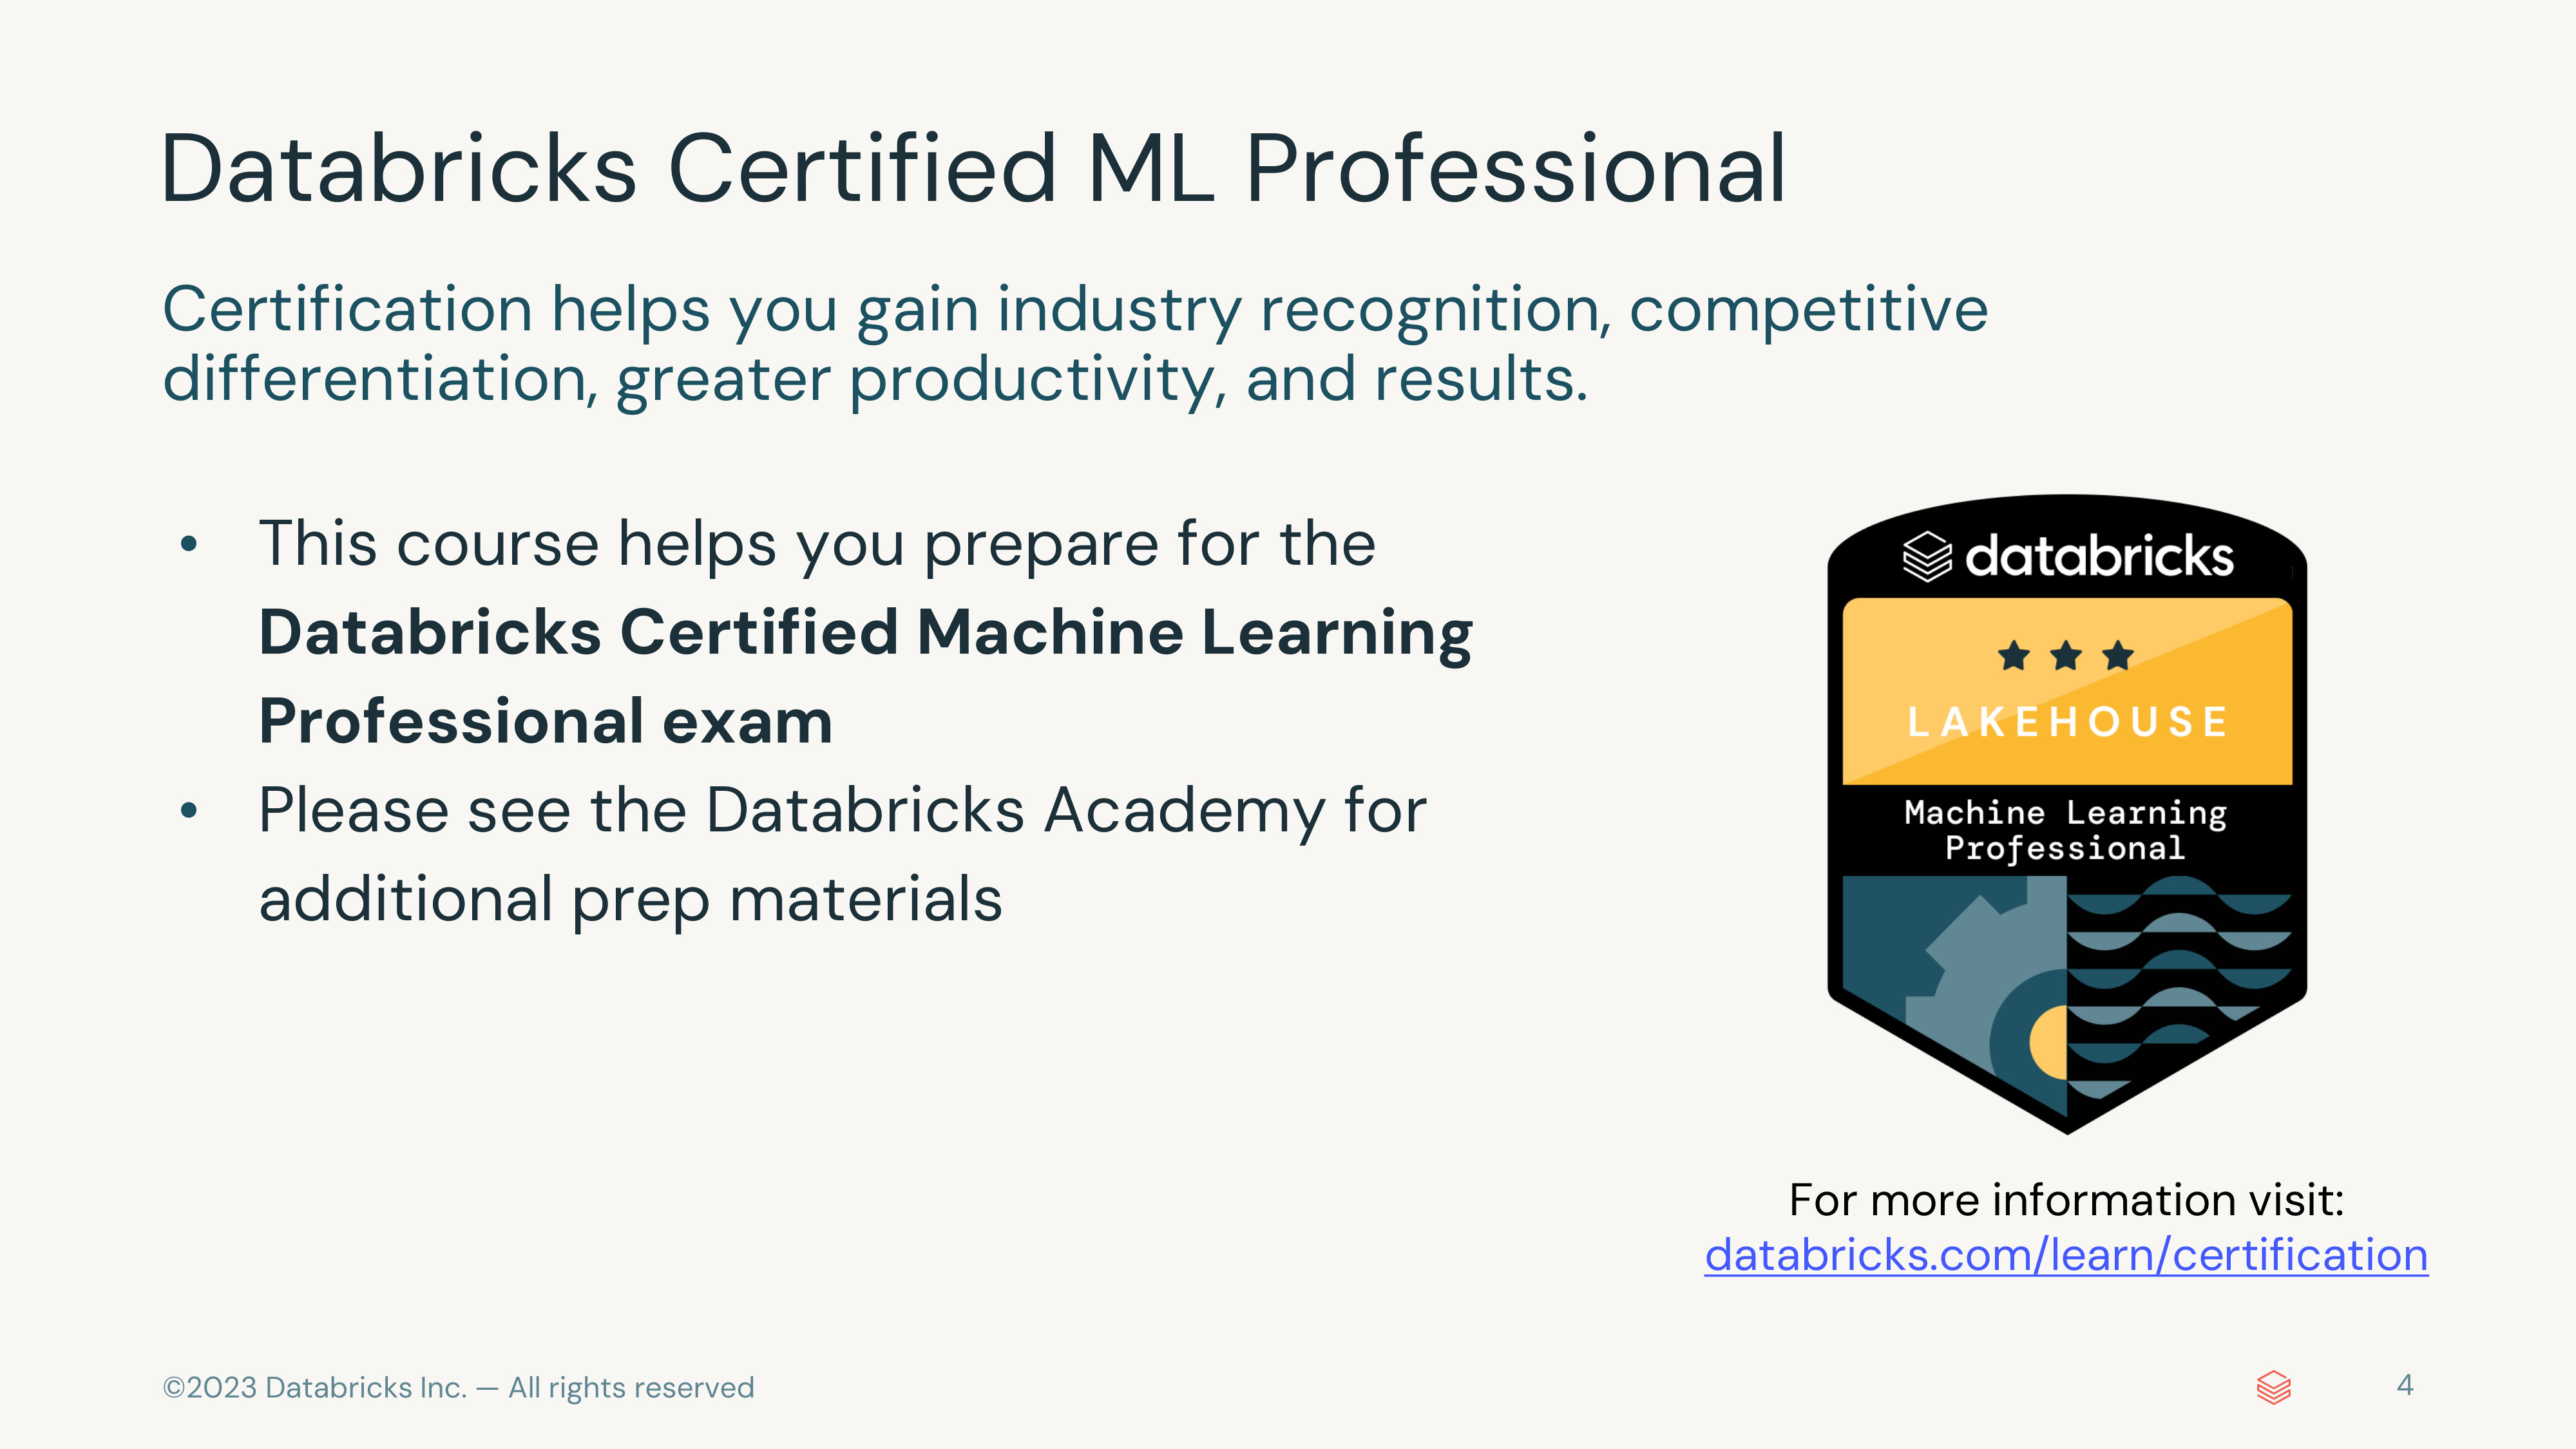 Databricks Certified ML Professional
Certification helps you gain industry recognition, competitive
differentiation, greater productivity, and results.
• This course helps you prepare for the
Databricks Certified Machine Learning
Professional exam
• Please see the Databricks Academy for
additional prep materials
databricks
LAKEHOUSE
Machine Learning
Professional
For more information visit:
databricks.com/learn/certification
©2023 Databricks Inc. — All rights reserved
4